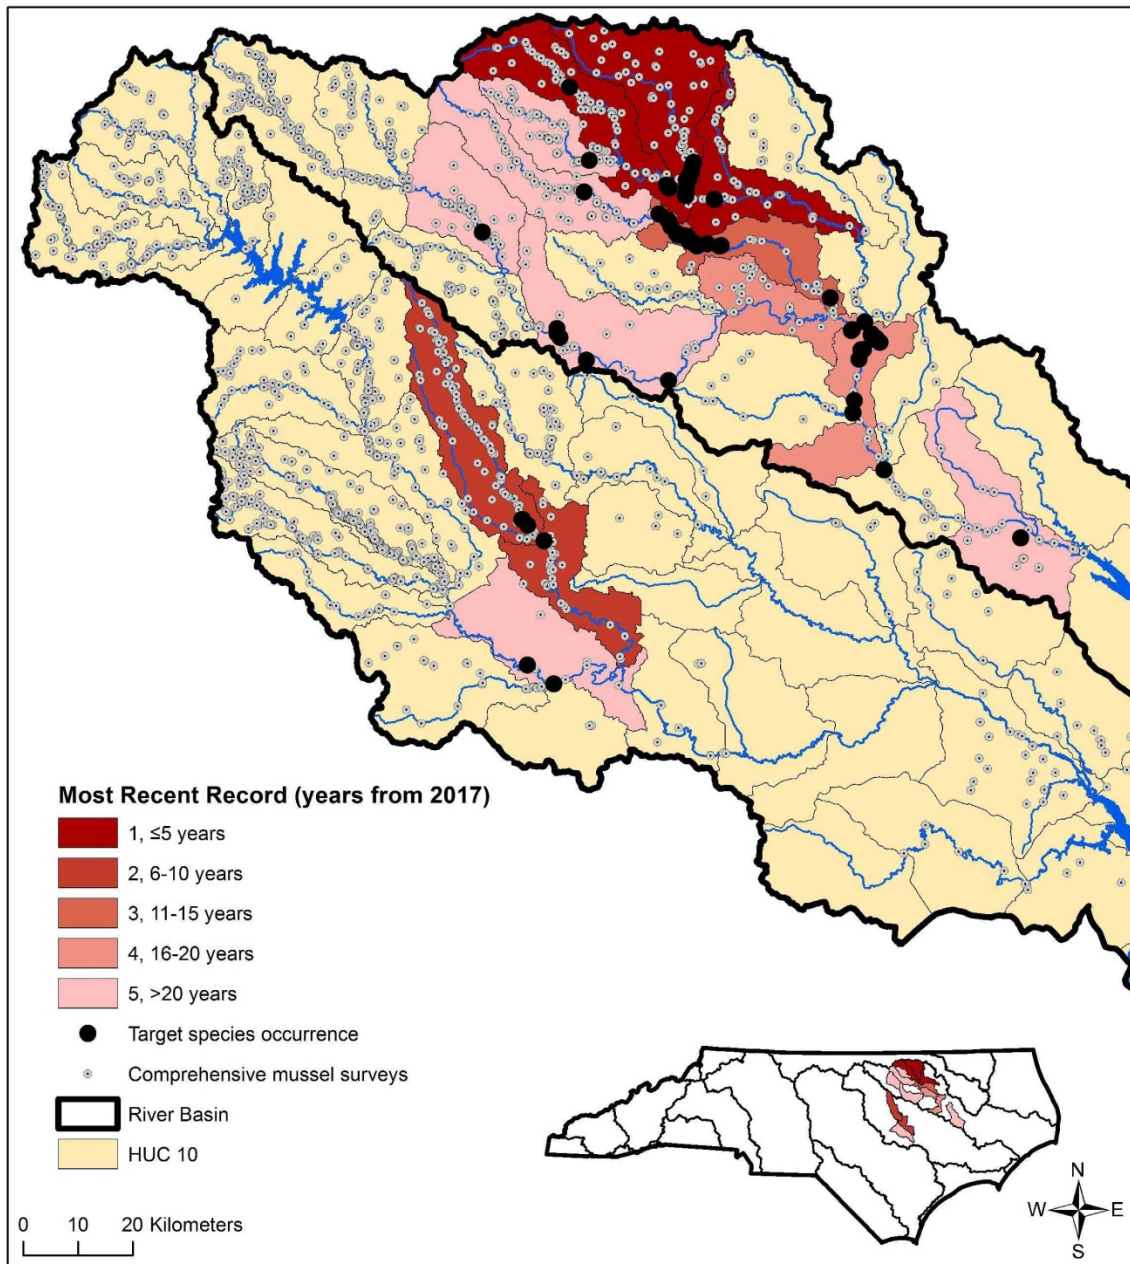 Most Recent Record (years from 2017)
1, ≤5 years
2, 6-10 years
3, 11-15 years
4, 16-20 years
5, >20 years
Target species occurrence
Comprehensive mussel surveys
River Basin
HUC 10
0 10 20 Kilometers
N
W E
S